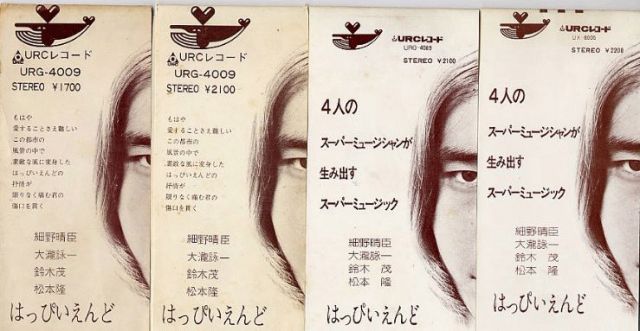 URCレコード
URG-4009
STEREO ¥1700
もはや
愛することさえ難しい
この都市の
風景の中で
素敵な風に変身した
はっぴいえんどの
抒情が
限りなく痛む君の
傷口を貫く
細野晴臣
大瀧詠一
鈴木茂
松本隆
はっぴいえんど
URCレコード
URG-4009
STEREO ¥2100
もはや
愛することさえ難しい
この都市の
風景の中で
素敵な風に変身した
はっぴいえんどの
抒情が
限りなく痛む君の
傷口を貫く
細野晴臣
大瀧詠一
鈴木茂
松本隆
はっぴいえんど
URCレコード
URG-4009
STEREO ¥2100
4人の
スーパーミュージシャンが
生み出す
スーパーミュージック
細野晴臣
大瀧詠一
鈴木 茂
松本 隆
はっぴいえんど
URCレコード
STEREO ¥2200
4人の
スーパーミュージシャンが
生み出す
スーパーミュージック
細野晴臣
大瀧詠一
鈴木 茂
松本 隆
はっぴいえんど